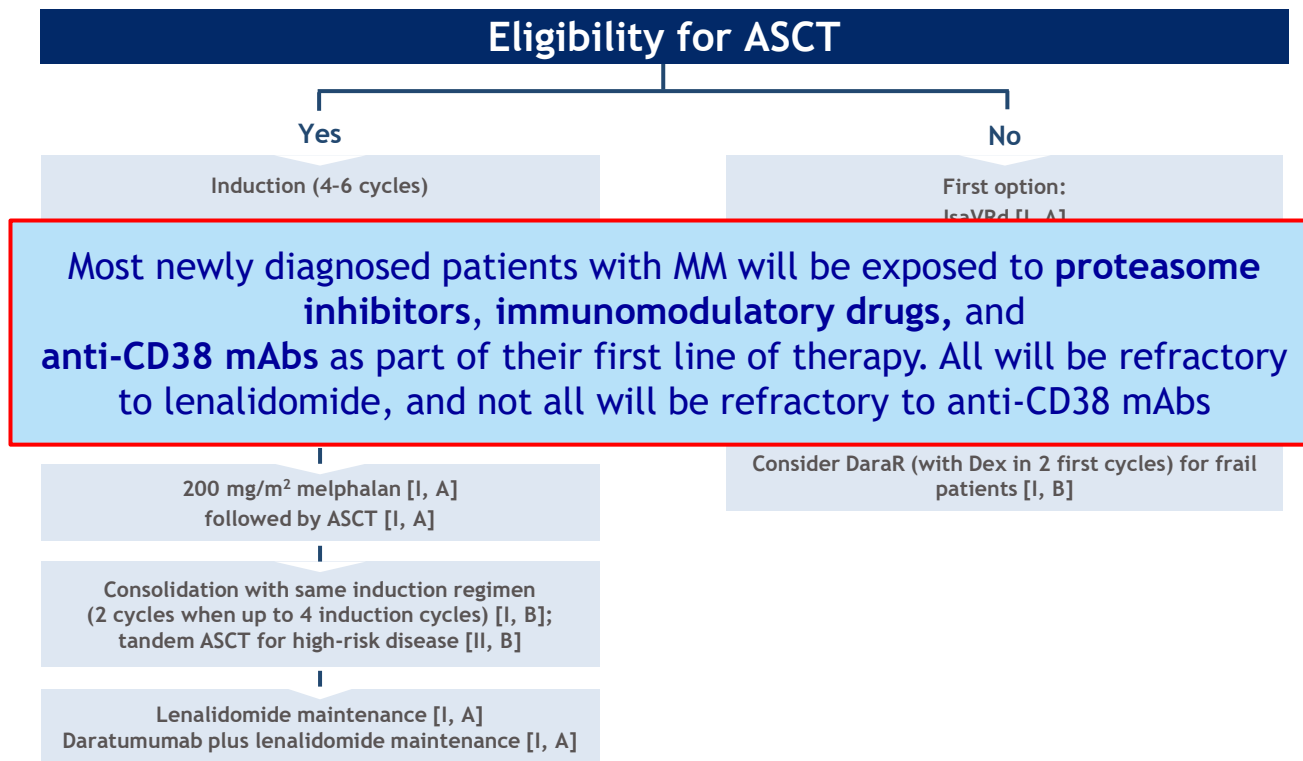 Eligibility for ASCT
Yes
No
Induction (4-6 cycles)
First option:
IsaVRd [I, A]
Most newly diagnosed patients with MM will be exposed to proteasome
inhibitors, immunomodulatory drugs, and
anti-CD38 mAbs as part of their first line of therapy. All will be refractory
to lenalidomide, and not all will be refractory to anti-CD38 mAbs
200 mg/m² melphalan [I, A]
followed by ASCT [I, A]
Consider DaraR (with Dex in 2 first cycles) for frail
patients [I, B]
Consolidation with same induction regimen
(2 cycles when up to 4 induction cycles) [I, B];
tandem ASCT for high-risk disease [II, B]
Lenalidomide maintenance [I, A]
Daratumumab plus lenalidomide maintenance [I, A]